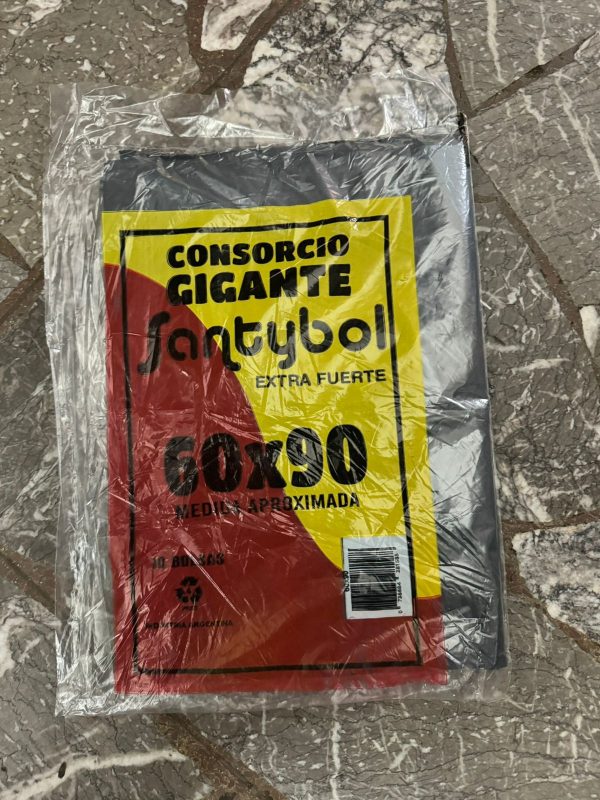 CONSORCIO
GIGANTE
Santybol
EXTRA FUERTE
60x90
MEDIDA APROXIMADA
10 BOLSAS
INDUSTRIA ARGENTINA